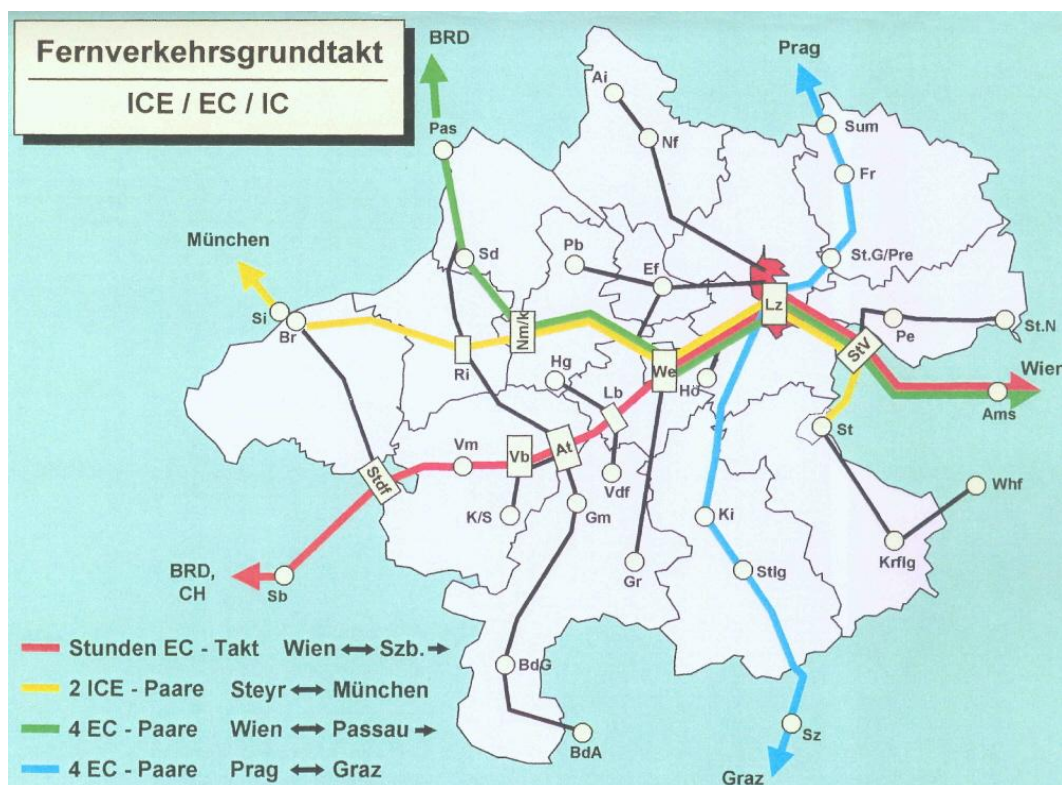 Fernverkehrsgrundtakt
ICE / EC / IC
BRD
Prag
Ai
Sum
Pas
Nf
Fr
München
Sd
Pb
Ef
St.G/Pre
Si
Br
Nm/k
Lz
Pe
St.N
Ri
Hg
We
Hö
StV
Wien
Lb
Ams
Vm
Vb
At
St
Stdf
Vdf
Whf
K/S
Gm
Ki
Krflg
BRD,
CH
Sb
Gr
Stlg
Stunden EC - Takt Wien ↔ Szb. →
BdG
2 ICE - Paare Steyr ↔ München
4 EC - Paare Wien ↔ Passau →
BdA
Sz
4 EC - Paare Prag ↔ Graz
Graz